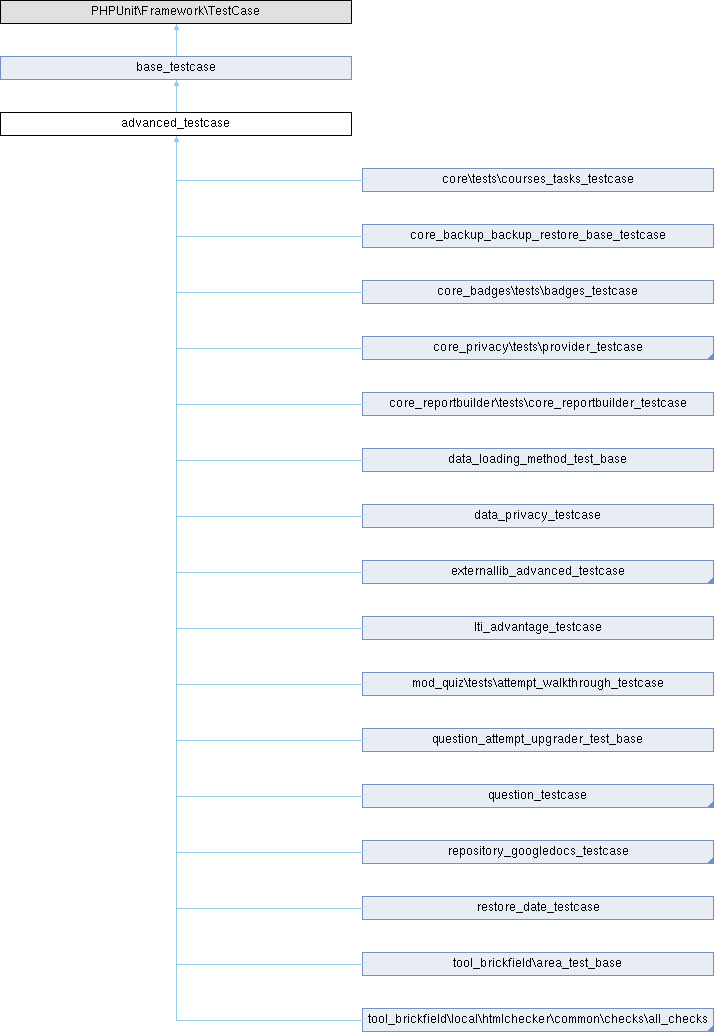 PHPUnit\Framework\TestCase
base_testcase
advanced_testcase
core\tests\courses_tasks_testcase
core_backup_backup_restore_base_testcase
core_badges\tests\badges_testcase
core_privacy\tests\provider_testcase
core_reportbuilder\tests\core_reportbuilder_testcase
data_loading_method_test_base
data_privacy_testcase
externallib_advanced_testcase
lti_advantage_testcase
mod_quiz\tests\attempt_walkthrough_testcase
question_attempt_upgrader_test_base
question_testcase
repository_googledocs_testcase
restore_date_testcase
tool_brickfield\area_test_base
tool_brickfield\local\htmlchecker\common\checks\all_checks